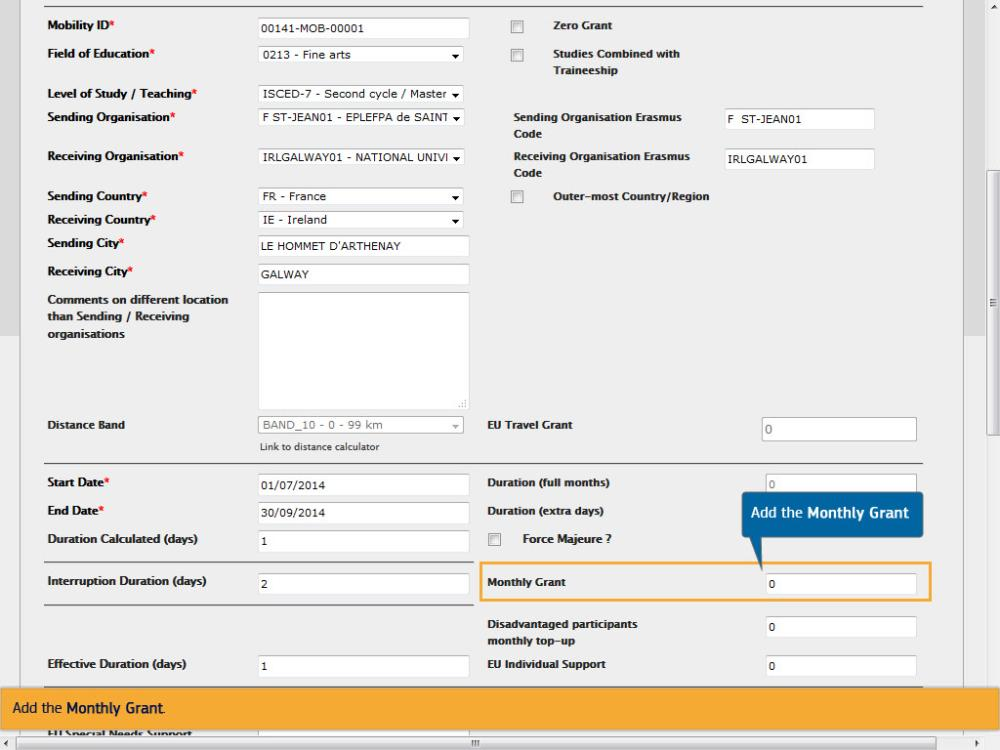 Mobility ID* 00141-MOB-00001 Zero Grant
Field of Education* 0213 - Fine arts Studies Combined with
Traineeship
Level of Study / Teaching* ISCED-7 - Second cycle / Master
Sending Organisation* F ST-JEAN01 - EPLEFPA de SAINT Sending Organisation Erasmus F ST-JEAN01
Code
Receiving Organisation* IRLGALWAY01 - NATIONAL UNIVI Receiving Organisation Erasmus IRLGALWAY01
Code
Sending Country* FR - France Outer-most Country/Region
Receiving Country* IE - Ireland
Sending City* LE HOMMET D'ARTHENAY
Receiving City* GALWAY
Comments on different location
than Sending / Receiving
organisations
Distance Band BAND_10 - 0 - 99 km EU Travel Grant 0
Link to distance calculator
Start Date* 01/07/2014 Duration (full months) 0
End Date* 30/09/2014 Duration (extra days)
Add the Monthly Grant
Duration Calculated (days) 1 Force Majeure ?
Interruption Duration (days) 2 Monthly Grant 0
Disadvantaged participants 0
monthly top-up
Effective Duration (days) 1 EU Individual Support 0
Add the Monthly Grant.
EU Special Needs Support